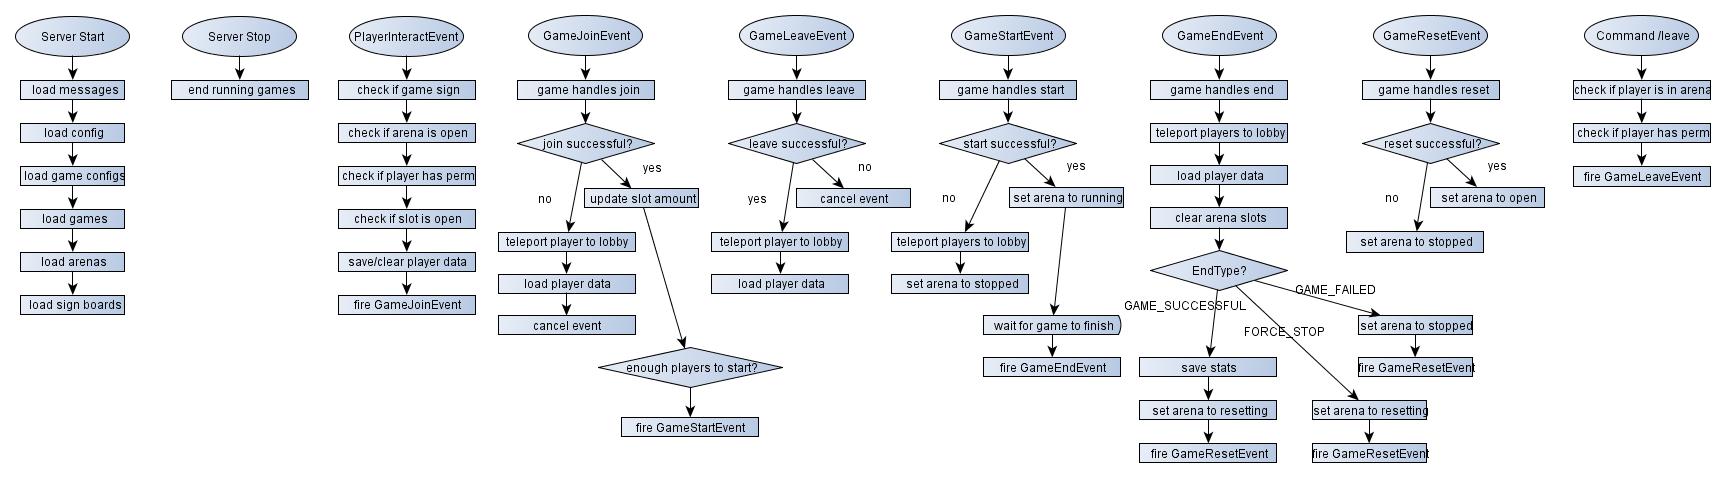 Server Start
load messages
load config
load game configs
load games
load arenas
load sign boards
Server Stop
end running games
PlayerInteractEvent
check if game sign
check if arena is open
check if player has perm
check if slot is open
save/clear player data
fire GameJoinEvent
GameJoinEvent
game handles join
join successful?
yes
no
update slot amount
teleport player to lobby
load player data
cancel event
enough players to start?
fire GameStartEvent
GameLeaveEvent
game handles leave
leave successful?
no
yes
cancel event
teleport player to lobby
load player data
GameStartEvent
game handles start
start successful?
yes
no
set arena to running
teleport players to lobby
set arena to stopped
wait for game to finish
fire GameEndEvent
GameEndEvent
game handles end
teleport players to lobby
load player data
clear arena slots
EndType?
GAME_SUCCESSFUL
GAME_FAILED
FORCE_STOP
set arena to stopped
fire GameResetEvent
save stats
set arena to resetting
fire GameResetEvent
set arena to resetting
fire GameResetEvent
GameResetEvent
game handles reset
reset successful?
yes
no
set arena to open
set arena to stopped
Command /leave
check if player is in arena
check if player has perm
fire GameLeaveEvent